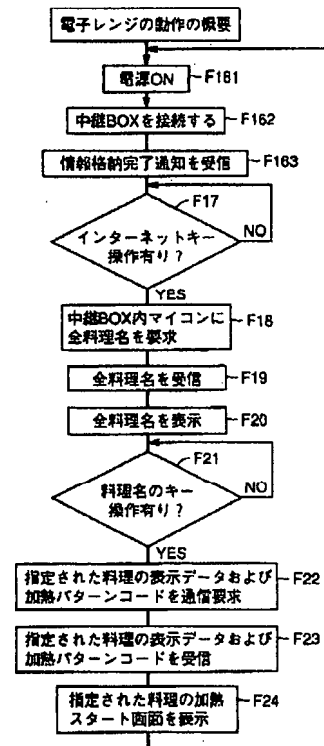 電子レンジの動作の概要
電源ON
F161
中継BOXを接続する
F162
情報格納完了通知を受信
F163
F17
インターネットキー
操作有り？
NO
YES
中継BOX内マイコンに
全料理名を要求
F18
全料理名を受信
F19
全料理名を表示
F20
F21
料理名のキー
操作有り？
NO
YES
指定された料理の表示データおよび
加熱パターンコードを通信要求
F22
指定された料理の表示データおよび
加熱パターンコードを受信
F23
指定された料理の加熱
スタート画面を表示
F24